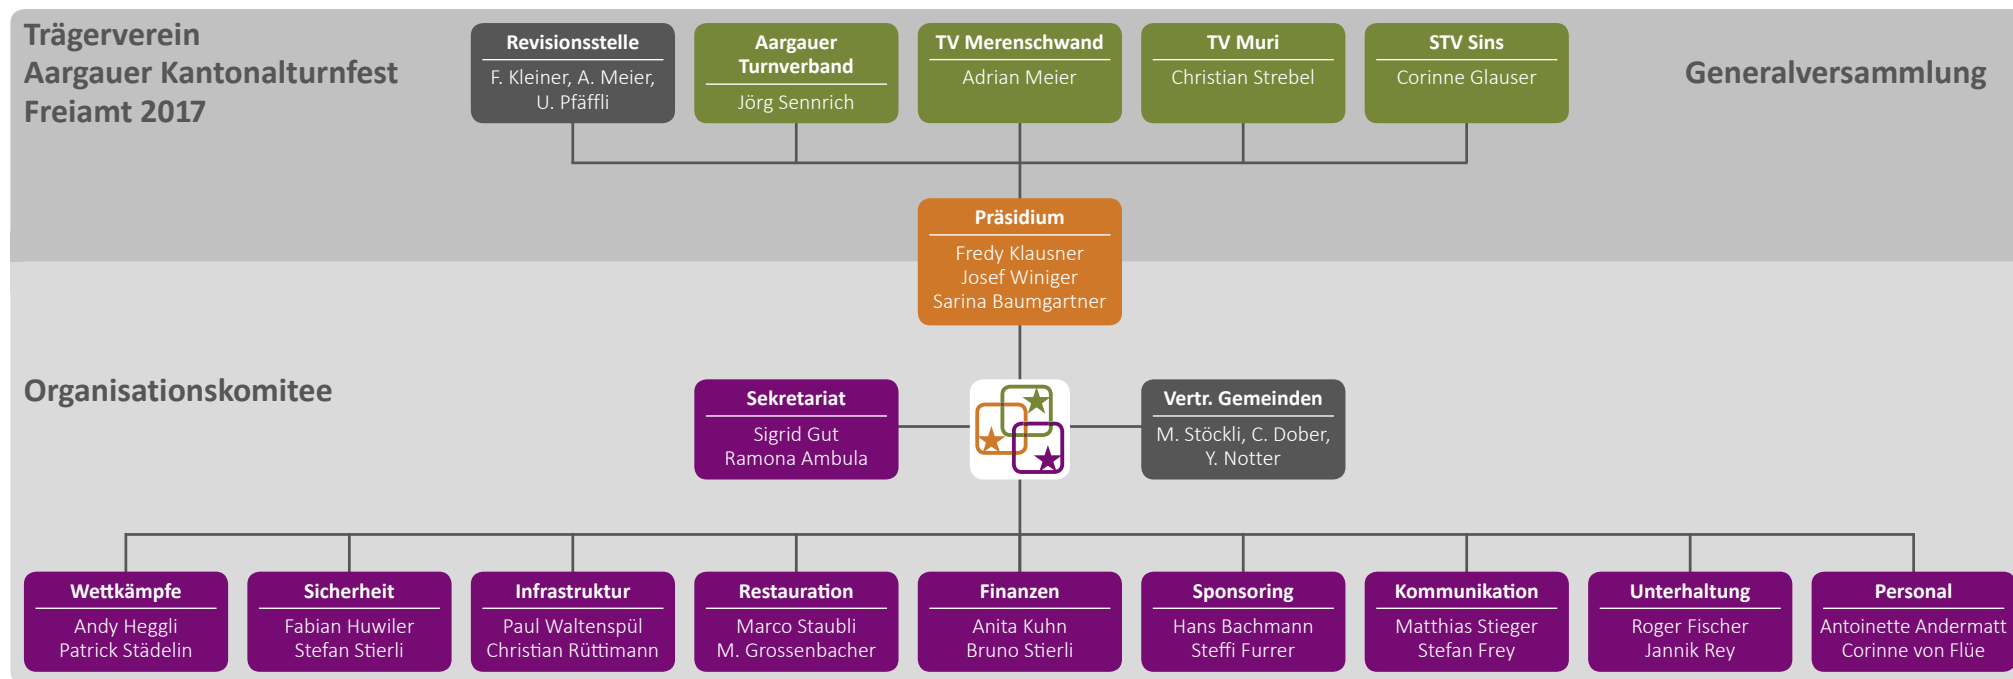 Trägerverein
Aargauer Kantonalturnfest
Freiamt 2017
Revisionsstelle
F. Kleiner, A. Meier,
U. Pfäffli
Aargauer
Turnverband
Jörg Sennrich
TV Merenschwand
Adrian Meier
TV Muri
Christian Strebel
STV Sins
Corinne Glauser
Generalversammlung
Präsidium
Fredy Klausner
Josef Winiger
Sarina Baumgartner
Organisationskomitee
Sekretariat
Sigrid Gut
Ramona Ambula
Vertr. Gemeinden
M. Stöckli, C. Dober,
Y. Notter
Wettkämpfe
Andy Heggli
Patrick Städelin
Sicherheit
Fabian Huwiler
Stefan Stierli
Infrastruktur
Paul Waltenspül
Christian Rüttimann
Restauration
Marco Staubli
M. Grossenbacher
Finanzen
Anita Kuhn
Bruno Stierli
Sponsoring
Hans Bachmann
Steffi Furrer
Kommunikation
Matthias Stieger
Stefan Frey
Unterhaltung
Roger Fischer
Jannik Rey
Personal
Antoinette Andermatt
Corinne von Flüe